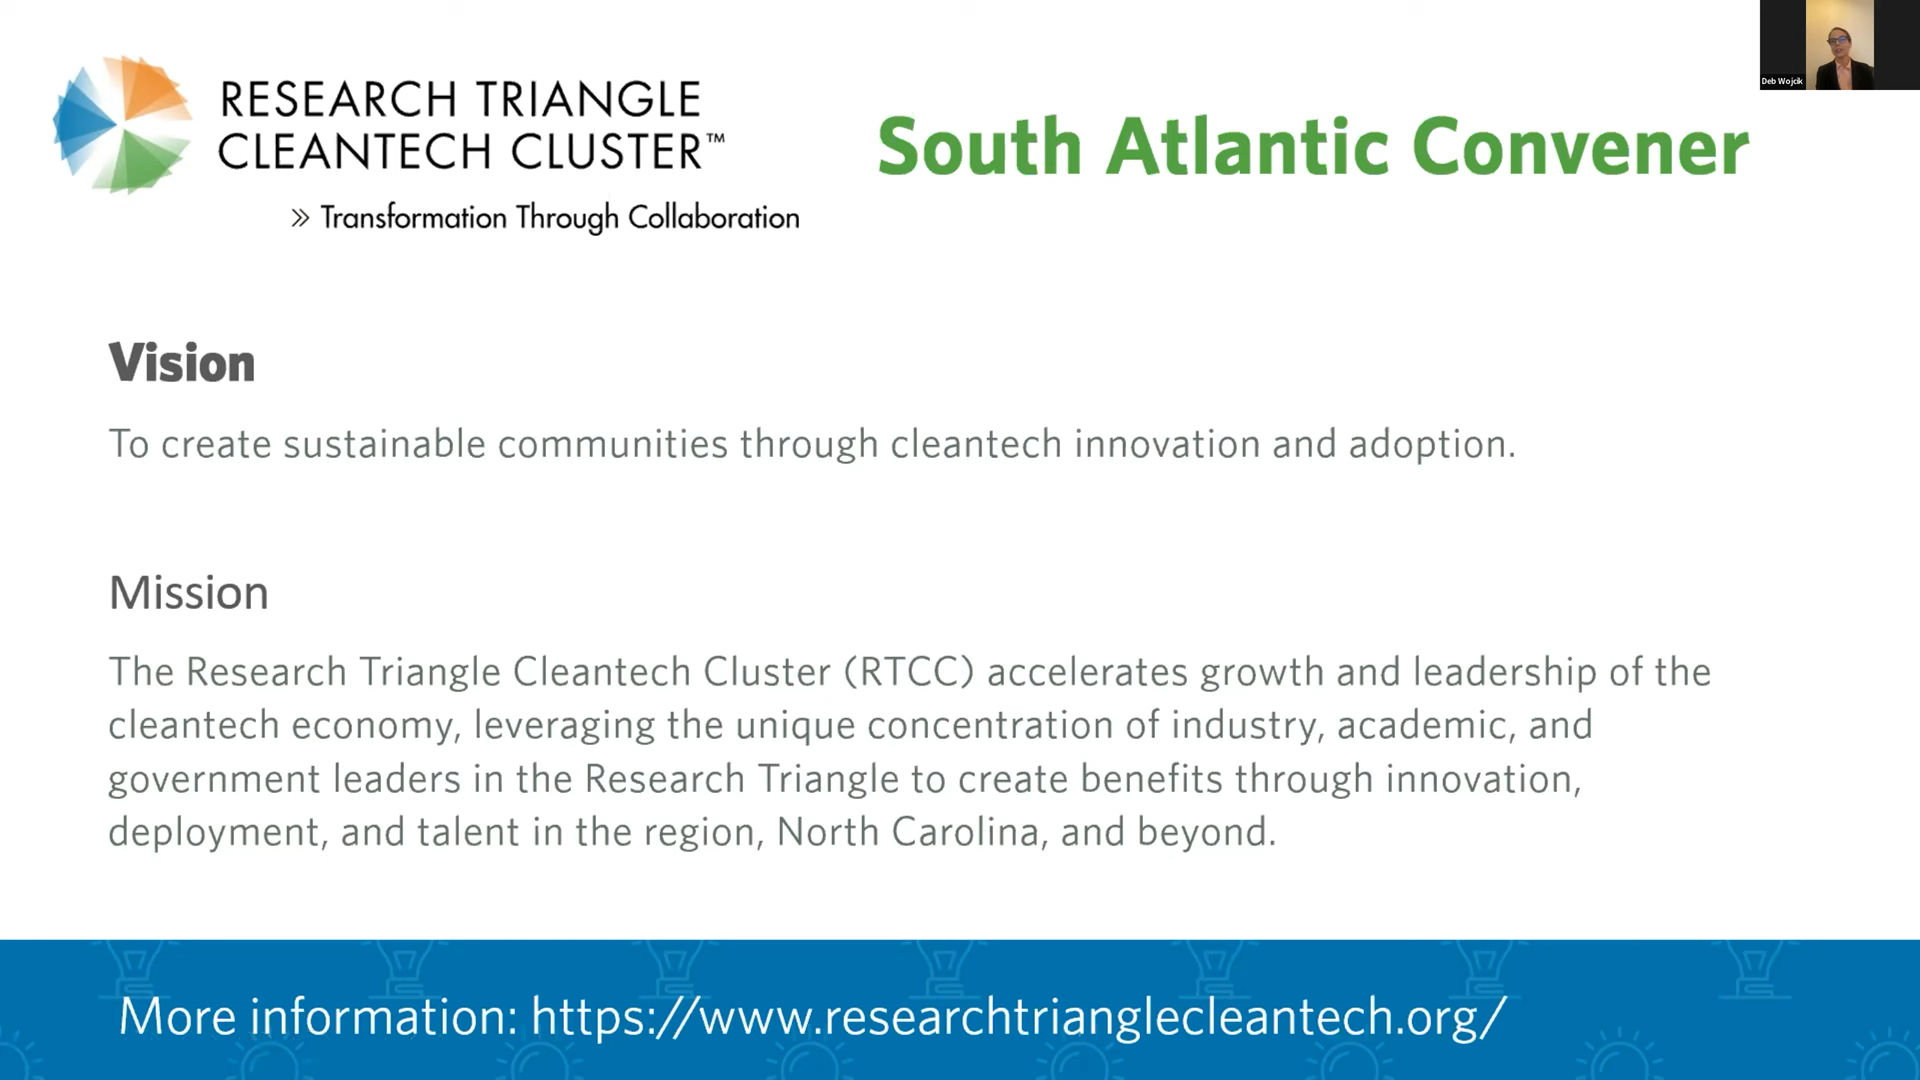 RESEARCH TRIANGLE
CLEANTECH CLUSTER™
» Transformation Through Collaboration
South Atlantic Convener
Deb Wojcik
Vision
To create sustainable communities through cleantech innovation and adoption.
Mission
The Research Triangle Cleantech Cluster (RTCC) accelerates growth and leadership of the
cleantech economy, leveraging the unique concentration of industry, academic, and
government leaders in the Research Triangle to create benefits through innovation,
deployment, and talent in the region, North Carolina, and beyond.
More information: https://www.researchtrianglecleantech.org/